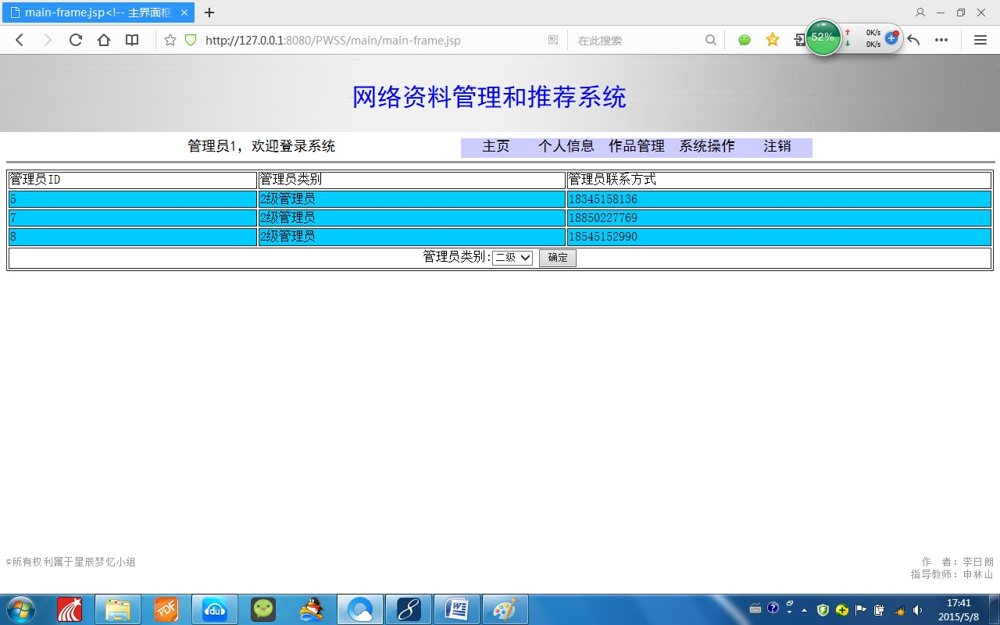 main-frame.jsp<!-- 主界面框
http://127.0.0.1:8080/PWSS/main/main-frame.jsp
在此搜索
52%
0K/s
0K/s
网络资料管理和推荐系统
管理员1，欢迎登录系统
主页 个人信息 作品管理 系统操作 注销
管理员ID 管理员类别 管理员联系方式
5 2级管理员 18345158136
7 2级管理员 18850227769
8 2级管理员 18545152990
管理员类别:二级 确定
©所有权利属于星辰梦忆小组
作 者：李日朗
指导教师：申林山
PDF
du
8
W
17:41
2015/5/8